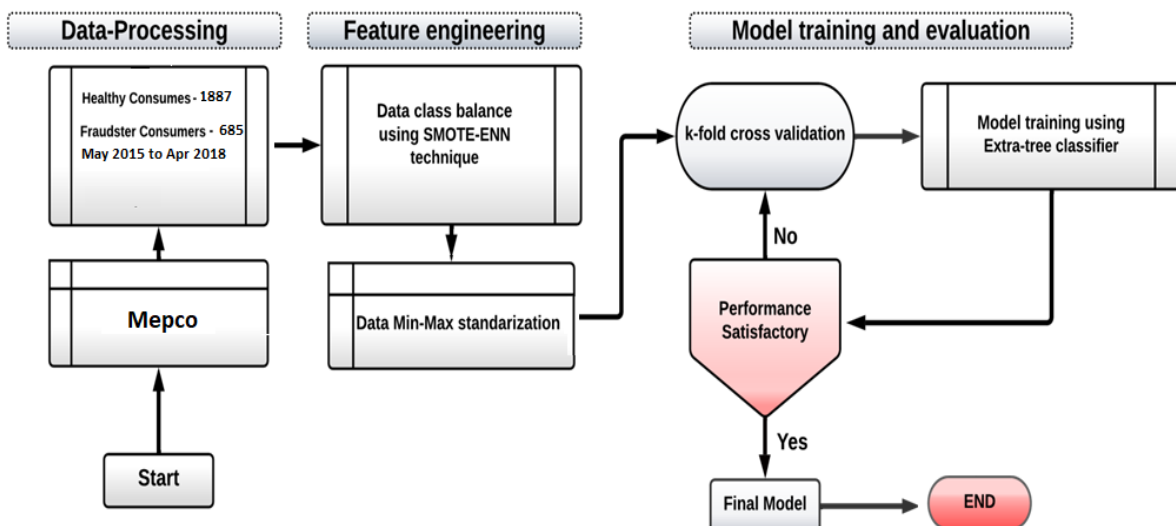 Data-Processing
Feature engineering
Model training and evaluation
Healthy Consumes - 1887
Fraudster Consumers - 685
May 2015 to Apr 2018
Data class balance
using SMOTE-ENN
technique
k-fold cross validation
Model training using
Extra-tree classifier
No
Mepco
Data Min-Max standarization
Performance
Satisfactory
Yes
Start
Final Model
END